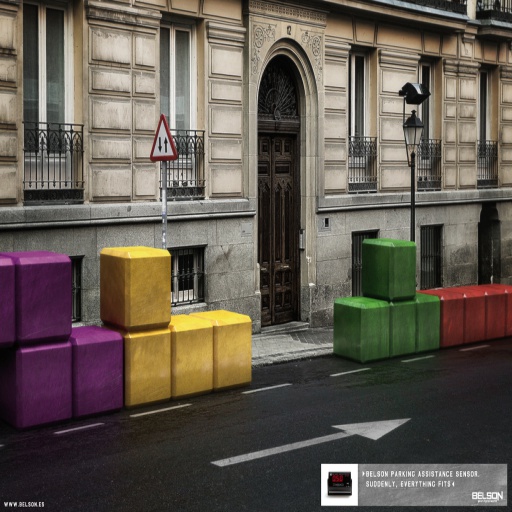 BELSON PARKING ASSISTANCE SENSOR.
SUDDENLY, EVERYTHING FITS
BELSON
WWW.BELSON.ES